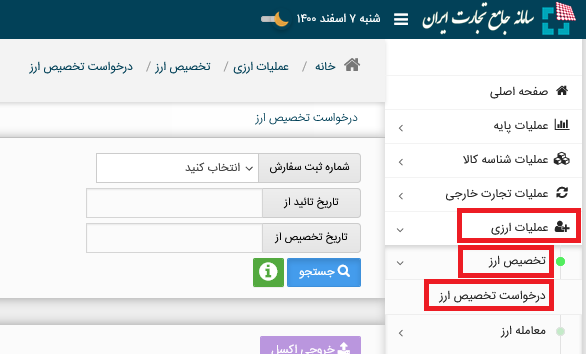 سامانه جامع تجارت ایران
شنبه ۷ اسفند ۱۴۰۰
خانه / عملیات ارزی / تخصیص ارز / درخواست تخصیص ارز
صفحه اصلی
عملیات پایه
عملیات شناسه کالا
عملیات تجارت خارجی
عملیات ارزی
تخصیص ارز
درخواست تخصیص ارز
معامله ارز
درخواست تخصیص ارز
شماره ثبت سفارش
انتخاب کنید
تاریخ تائید از
تاریخ تخصیص از
جستجو
خروجی اکسل